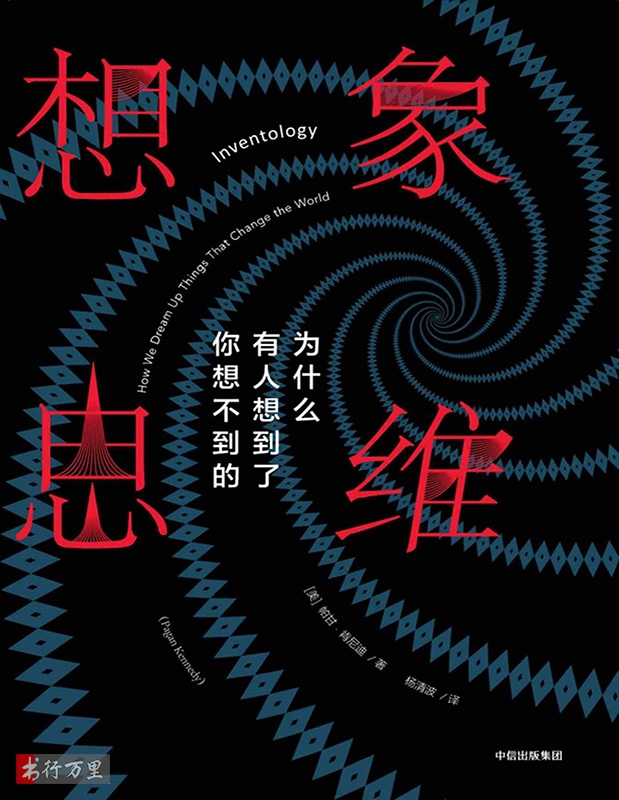 想象
思维
Inventology
How We Dream Up Things That Change the World
为什么
有人想到了
你想不到的
[美] 帕甘·肯尼迪 / 著
(Pagan Kennedy)
杨清波 / 译
中信出版集团
书行万里